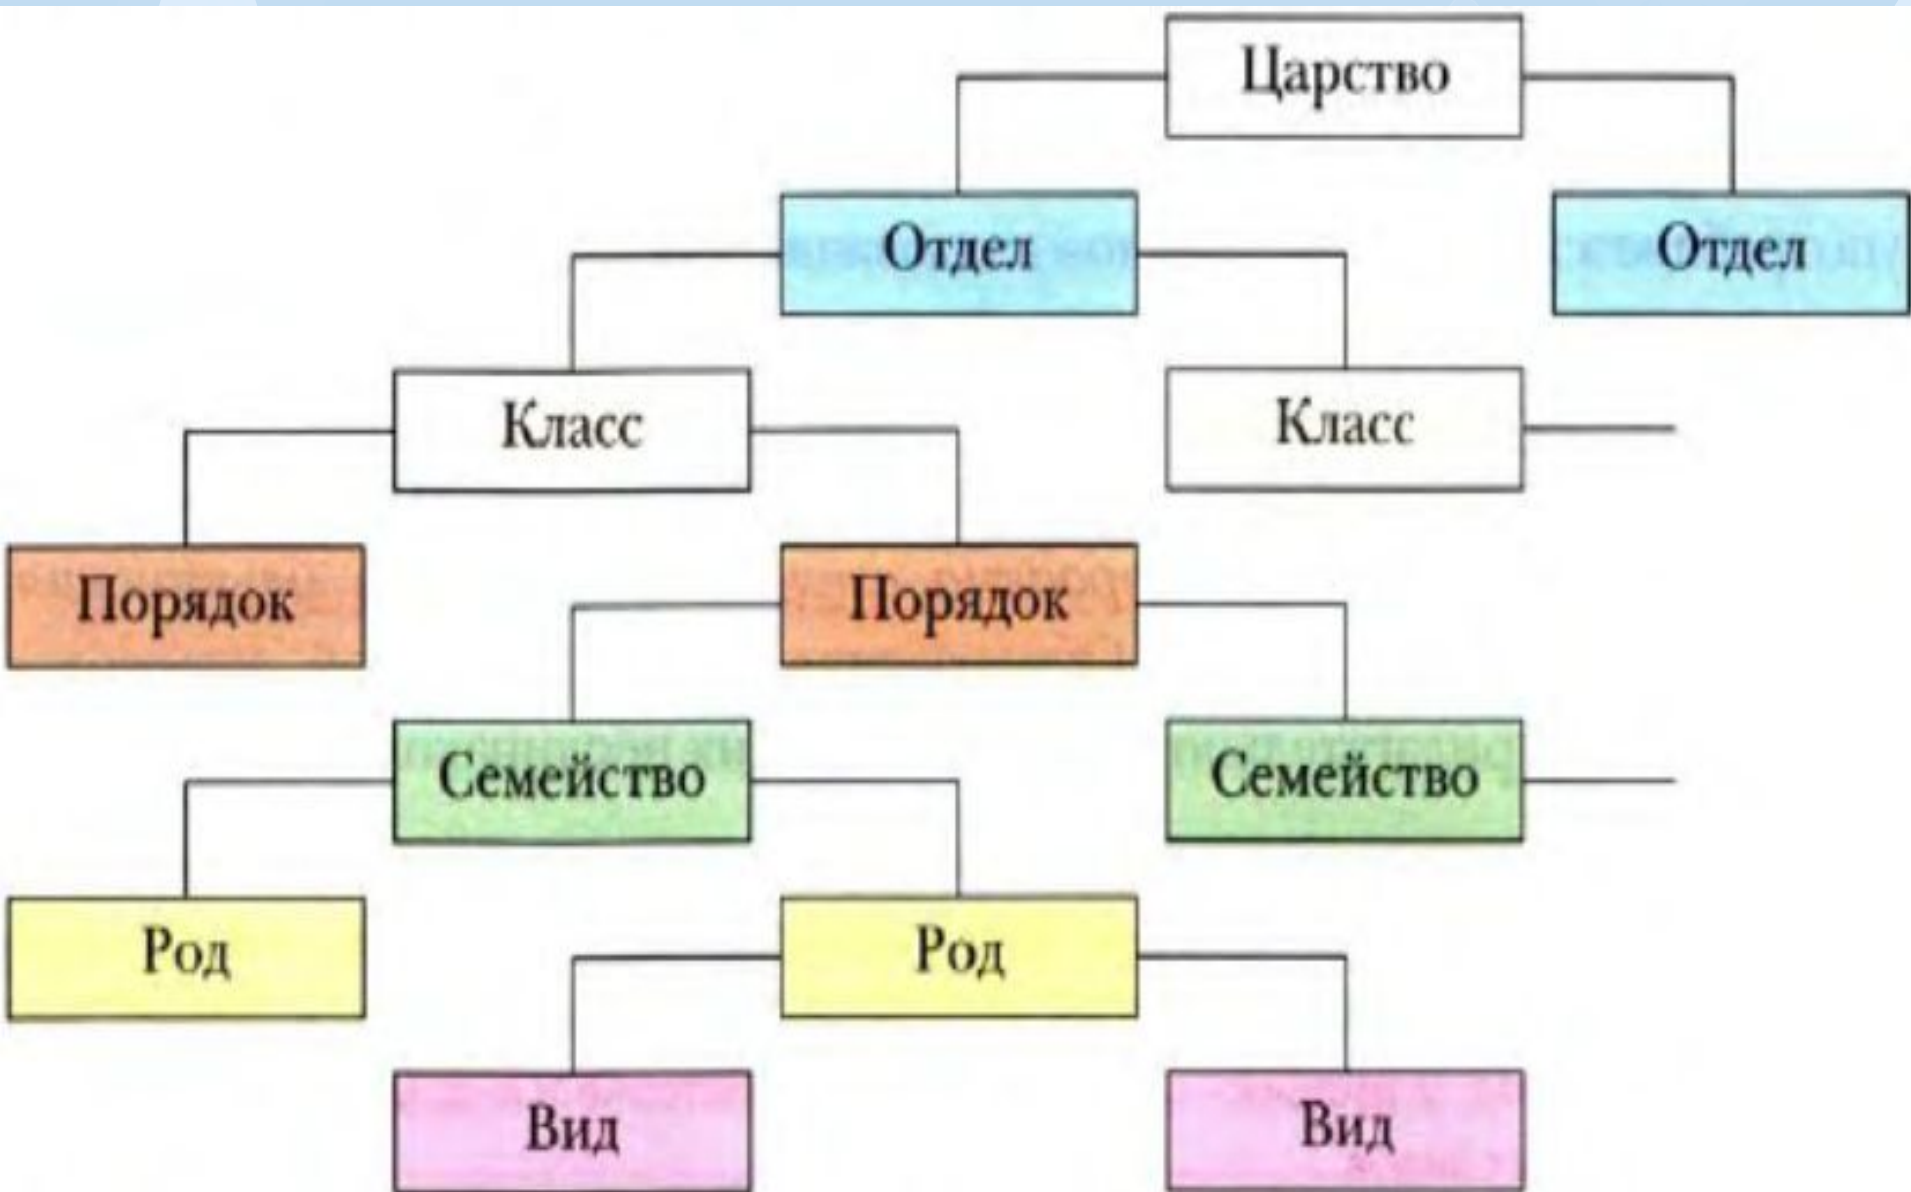 Царство
Отдел
Отдел
Класс
Класс
Порядок
Порядок
Семейство
Семейство
Род
Род
Вид
Вид